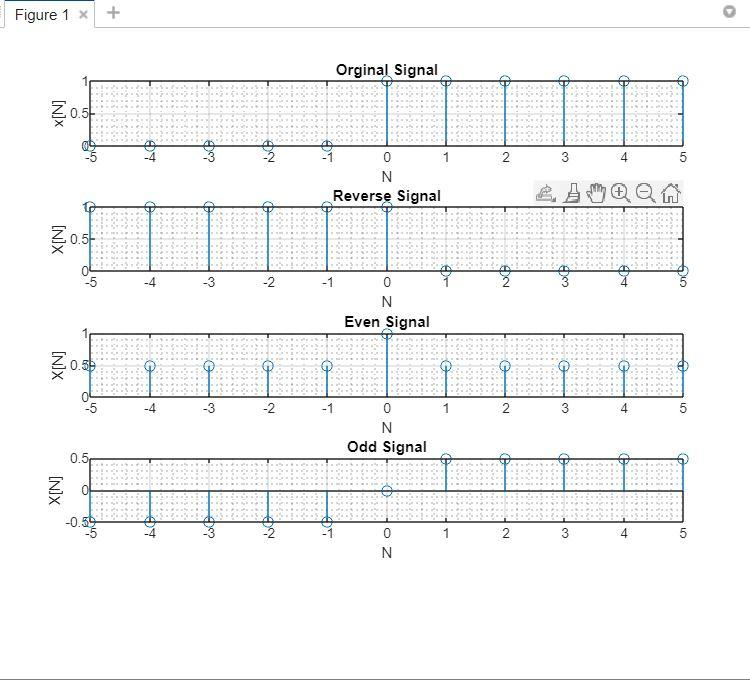 Figure 1
Orginal Signal
1
0.5
0
x[N]
-5 -4 -3 -2 -1 0 1 2 3 4 5
N
Reverse Signal
1
0.5
0
X[N]
-5 -4 -3 -2 -1 0 1 2 3 4 5
N
Even Signal
1
0.5
0
X[N]
-5 -4 -3 -2 -1 0 1 2 3 4 5
N
Odd Signal
0.5
0
-0.5
X[N]
-5 -4 -3 -2 -1 0 1 2 3 4 5
N